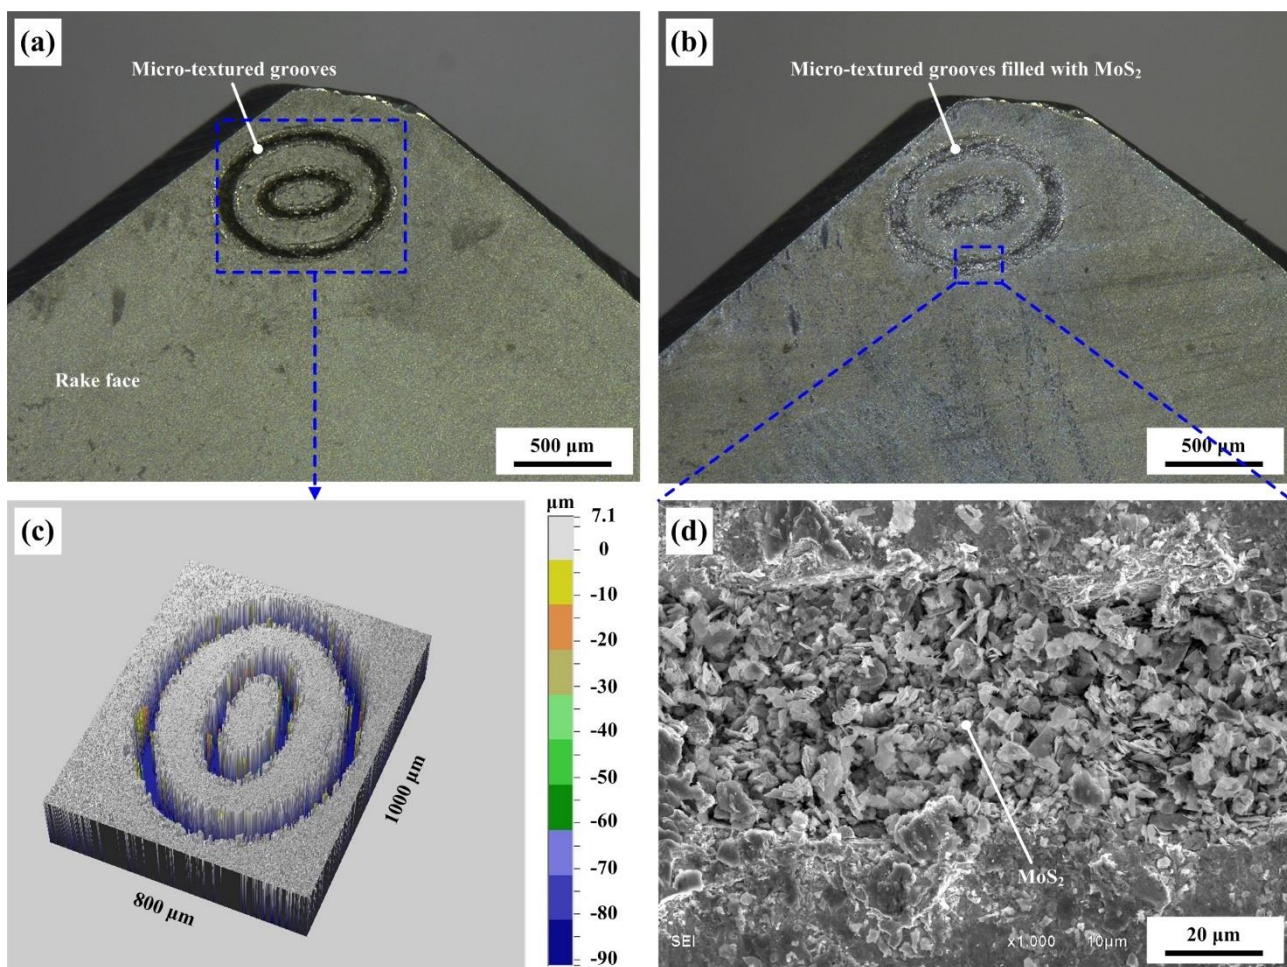 (a)
Micro-textured grooves
Rake face
500 μm
(b)
Micro-textured grooves filled with MoS₂
500 μm
(c)
μm
7.1
0
-10
-20
-30
-40
-50
-60
-70
-80
-90
800 μm
1000 μm
(d)
MoS₂
SEI
x1,000
10μm
20 μm